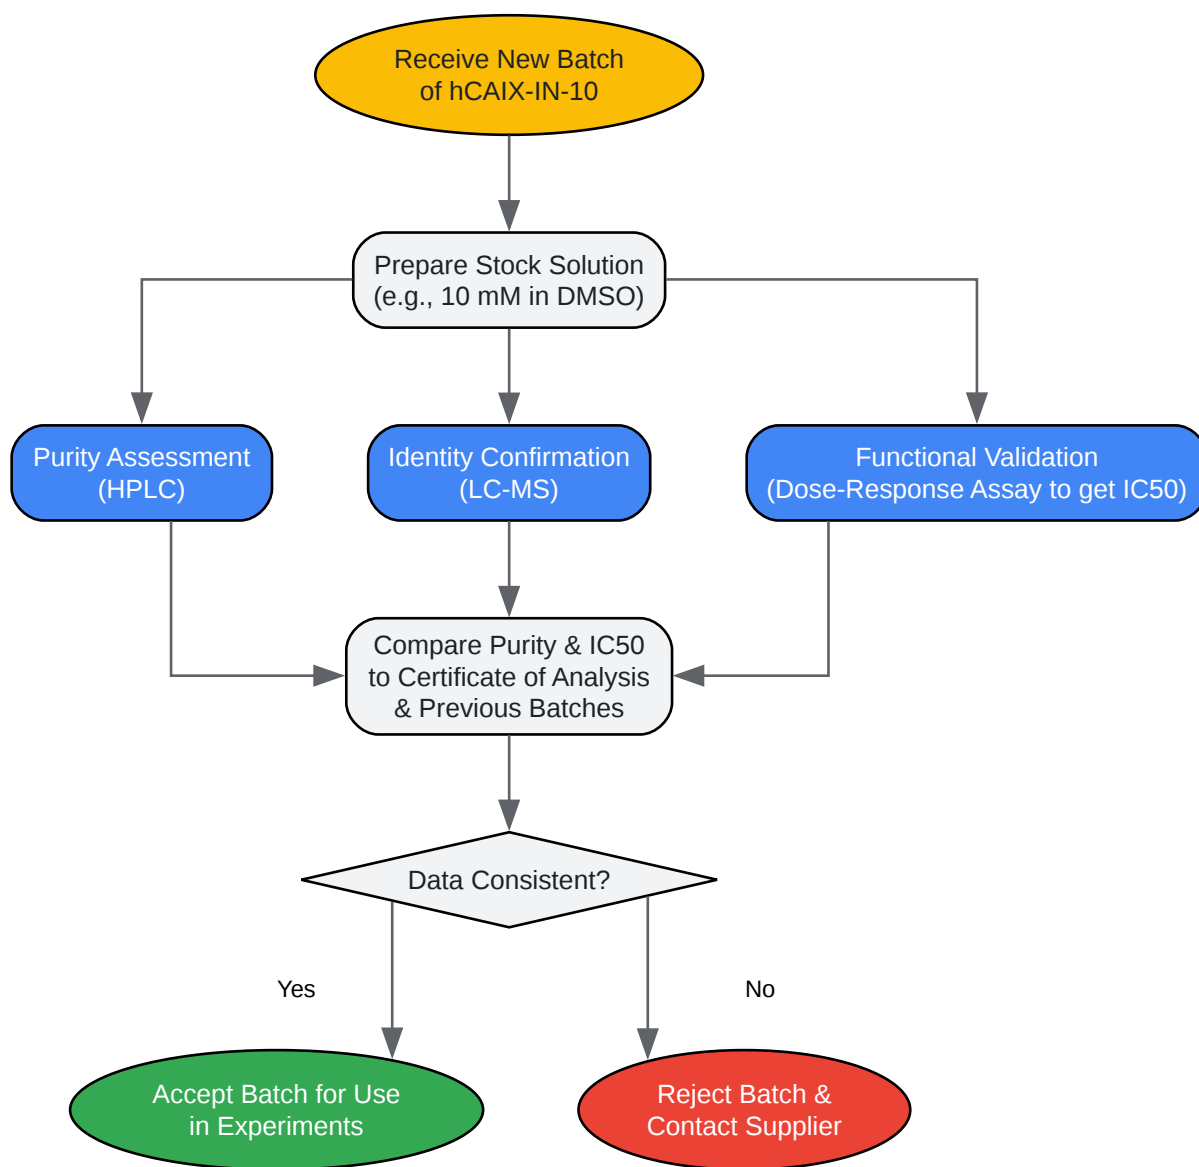 Receive New Batch
of hCAIX-IN-10
Prepare Stock Solution
(e.g., 10 mM in DMSO)
Purity Assessment
(HPLC)
Identity Confirmation
(LC-MS)
Functional Validation
(Dose-Response Assay to get IC50)
Compare Purity & IC50
to Certificate of Analysis
& Previous Batches
Data Consistent?
Yes
No
Accept Batch for Use
in Experiments
Reject Batch &
Contact Supplier